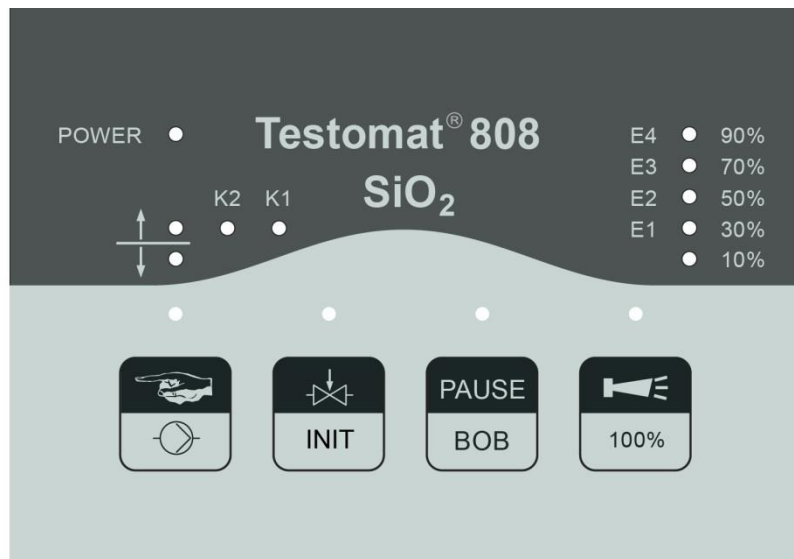 POWER
Testomat® 808
SiO₂
K2 K1
E4 90%
E3 70%
E2 50%
E1 30%
10%
INIT
PAUSE
BOB
100%